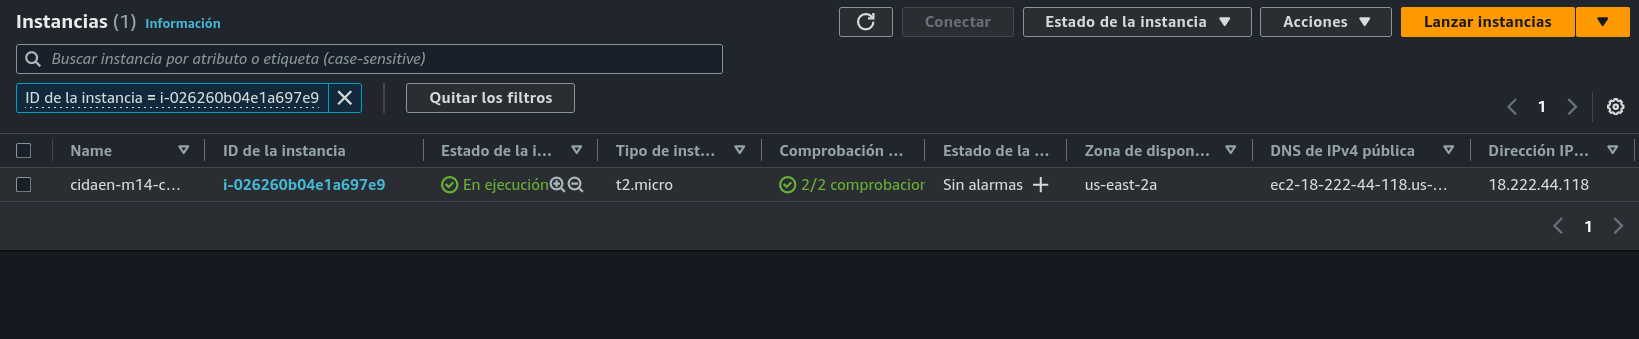 Instancias (1) Información
Conectar Estado de la instancia Acciones Lanzar instancias
Buscar instancia por atributo o etiqueta (case-sensitive)
ID de la instancia = i-026260b04e1a697e9 Quitar los filtros
1
Name ID de la instancia Estado de la i... Tipo de inst... Comprobación ... Estado de la ... Zona de dispon... DNS de IPv4 pública Dirección IP...
cidaen-m14-c... i-026260b04e1a697e9 En ejecución t2.micro 2/2 comprobacior Sin alarmas us-east-2a ec2-18-222-44-118.us-... 18.222.44.118
1